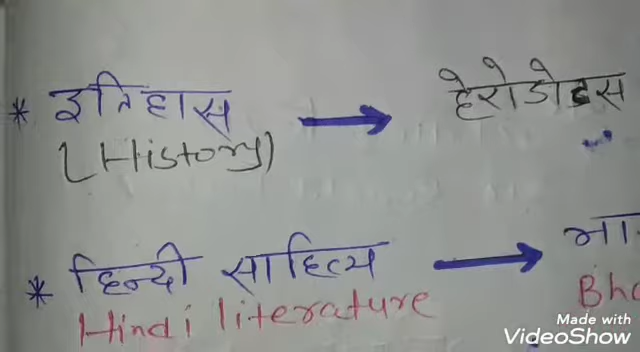 * इतिहास → हेरोडोटस
(History)
* हिन्दी साहित्य →
Hindi literature
Made with
VideoShow